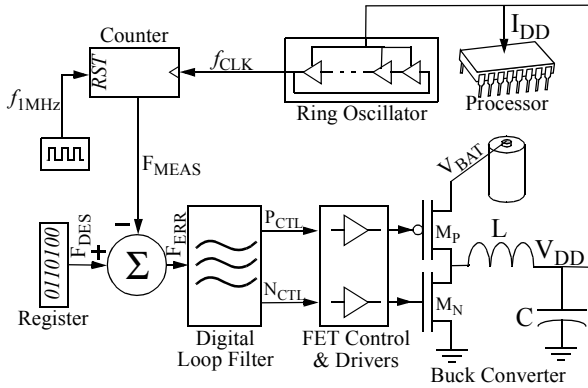 Counter
RST
f1MHz
fCLK
Ring Oscillator
IDD
Processor
FMEAS
VBAT
FDES
+
−
Σ
FERR
PCTL
NCTL
MP
MN
L
VDD
C
0110100
Register
Digital
Loop Filter
FET Control
& Drivers
Buck Converter